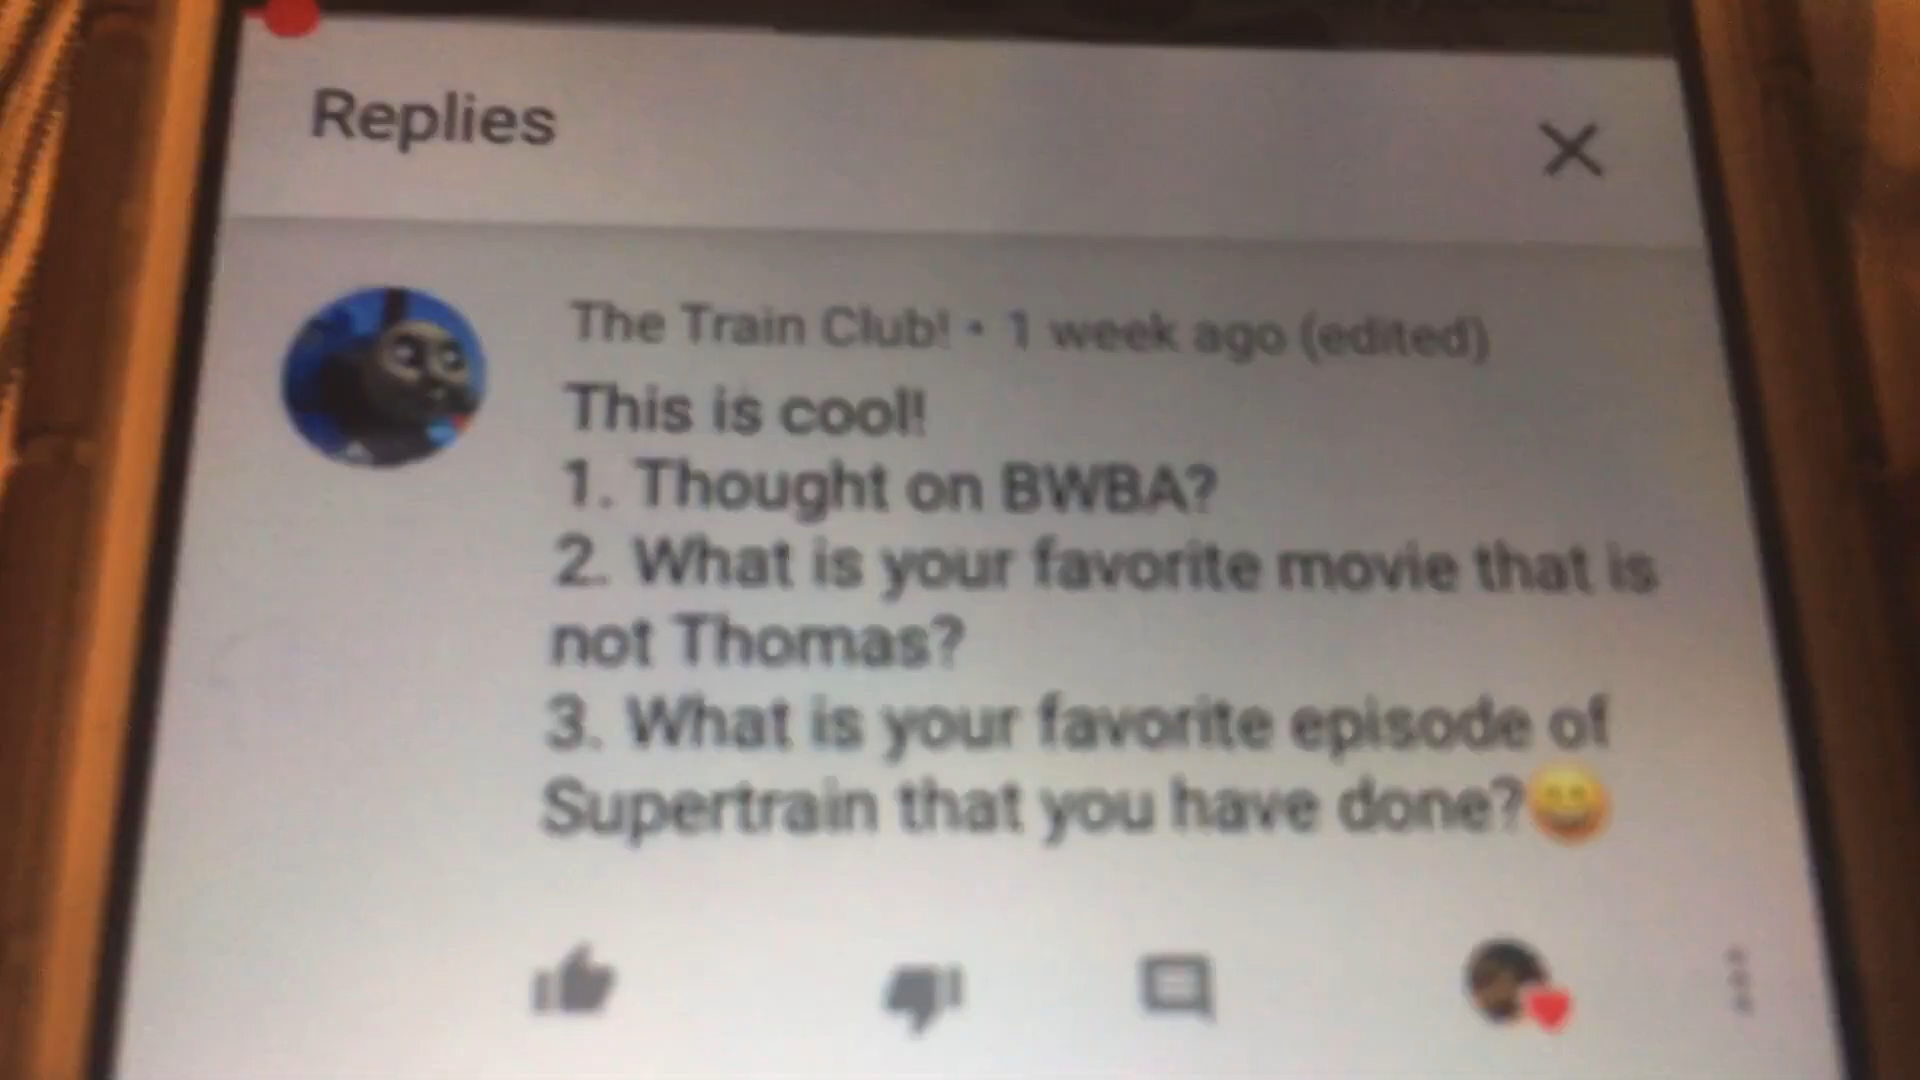 Replies
The Train Club! • 1 week ago (edited)
This is cool!
1. Thought on BWBA?
2. What is your favorite movie that is
not Thomas?
3. What is your favorite episode of
Supertrain that you have done?😄